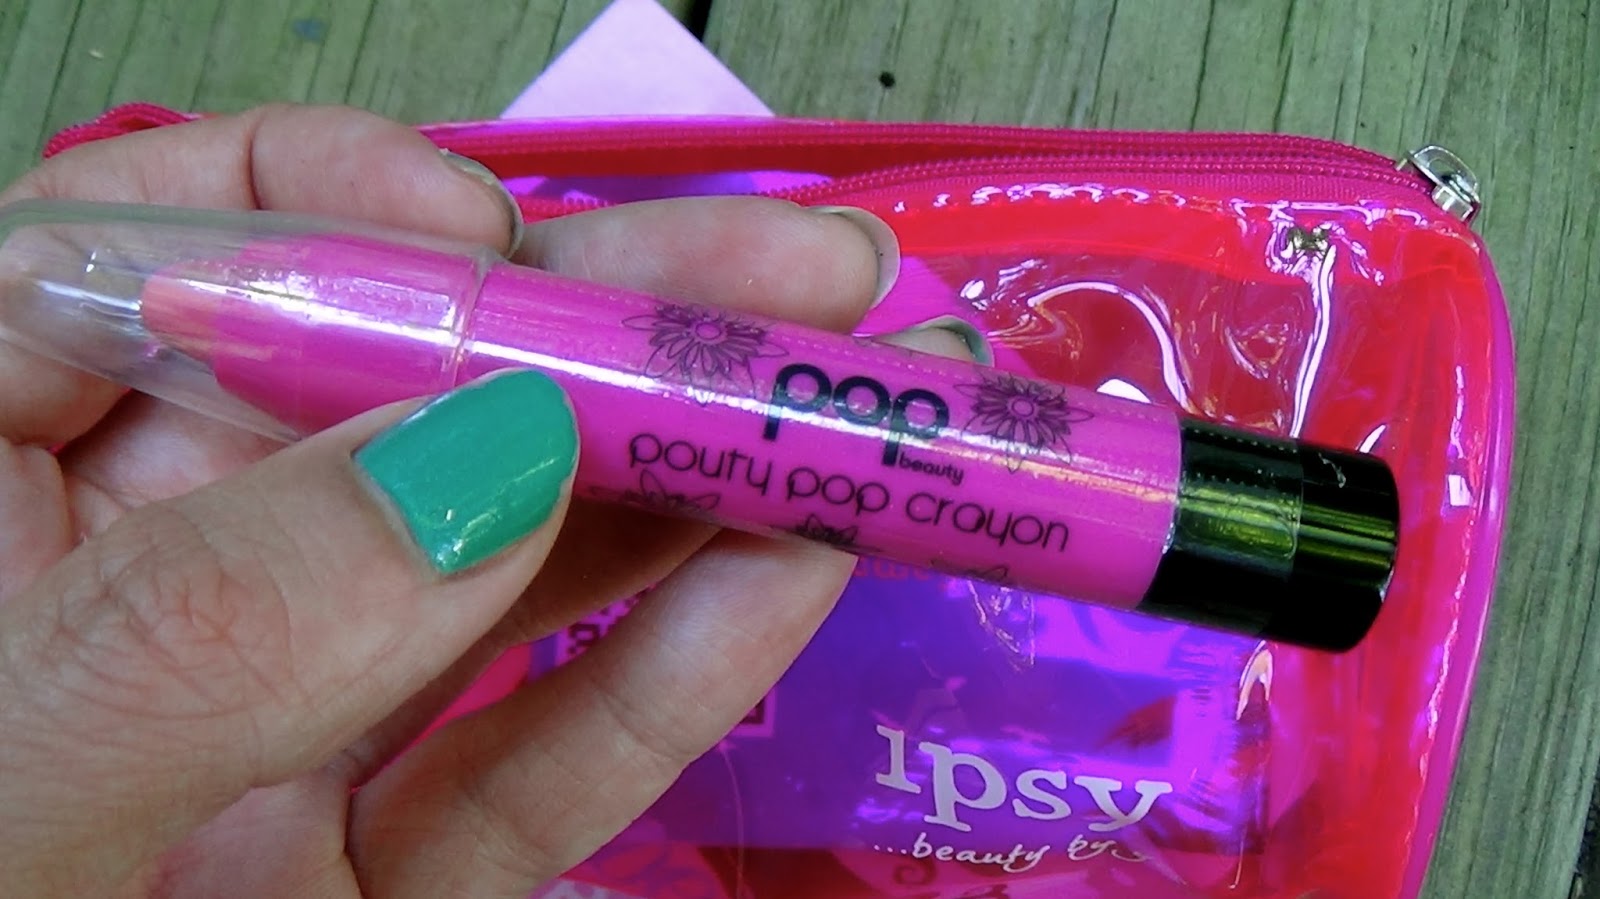 pop
beauty
pouty pop crayon
ipsy
...beauty by